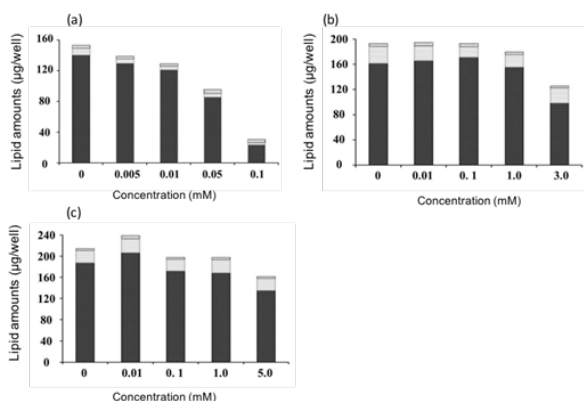 (a)
Lipid amounts (µg/well)
160
120
80
40
0
0 0.005 0.01 0.05 0.1
Concentration (mM)
(b)
Lipid amounts (µg/well)
200
160
120
80
40
0
0 0.01 0. 1 1.0 3.0
Concentration (mM)
(c)
Lipid amounts (µg/well)
240
200
160
120
80
40
0
0 0.01 0. 1 1.0 5.0
Concentration (mM)